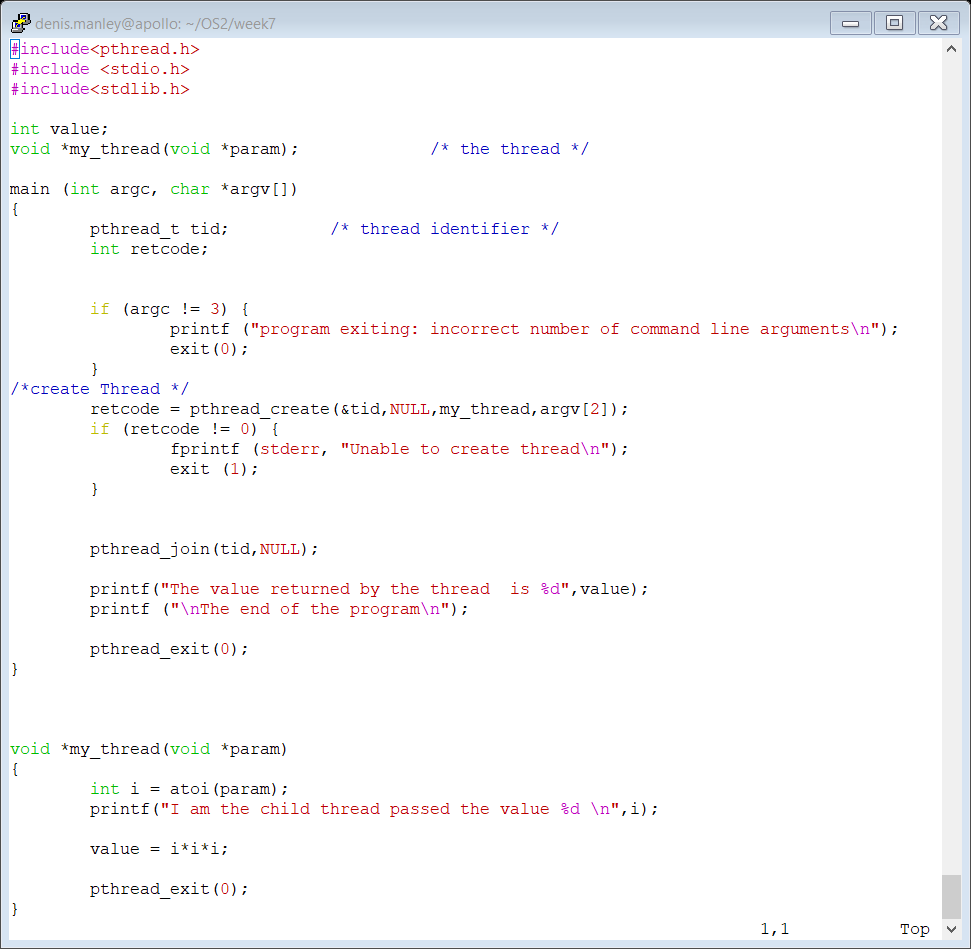 denis.manley@apollo: ~/OS2/week7
#include<pthread.h>
#include <stdio.h>
#include<stdlib.h>
int value;
void *my_thread(void *param);             /* the thread */
main (int argc, char *argv[])
{
        pthread_t tid;          /* thread identifier */
        int retcode;
        if (argc != 3) {
                printf ("program exiting: incorrect number of command line arguments\n");
                exit(0);
        }
/*create Thread */
        retcode = pthread_create(&tid,NULL,my_thread,argv[2]);
        if (retcode != 0) {
                fprintf (stderr, "Unable to create thread\n");
                exit (1);
        }
        pthread_join(tid,NULL);
        printf("The value returned by the thread  is %d",value);
        printf ("\nThe end of the program\n");
        pthread_exit(0);
}
void *my_thread(void *param)
{
        int i = atoi(param);
        printf("I am the child thread passed the value %d \n",i);
        value = i*i*i;
        pthread_exit(0);
}
1,1           Top